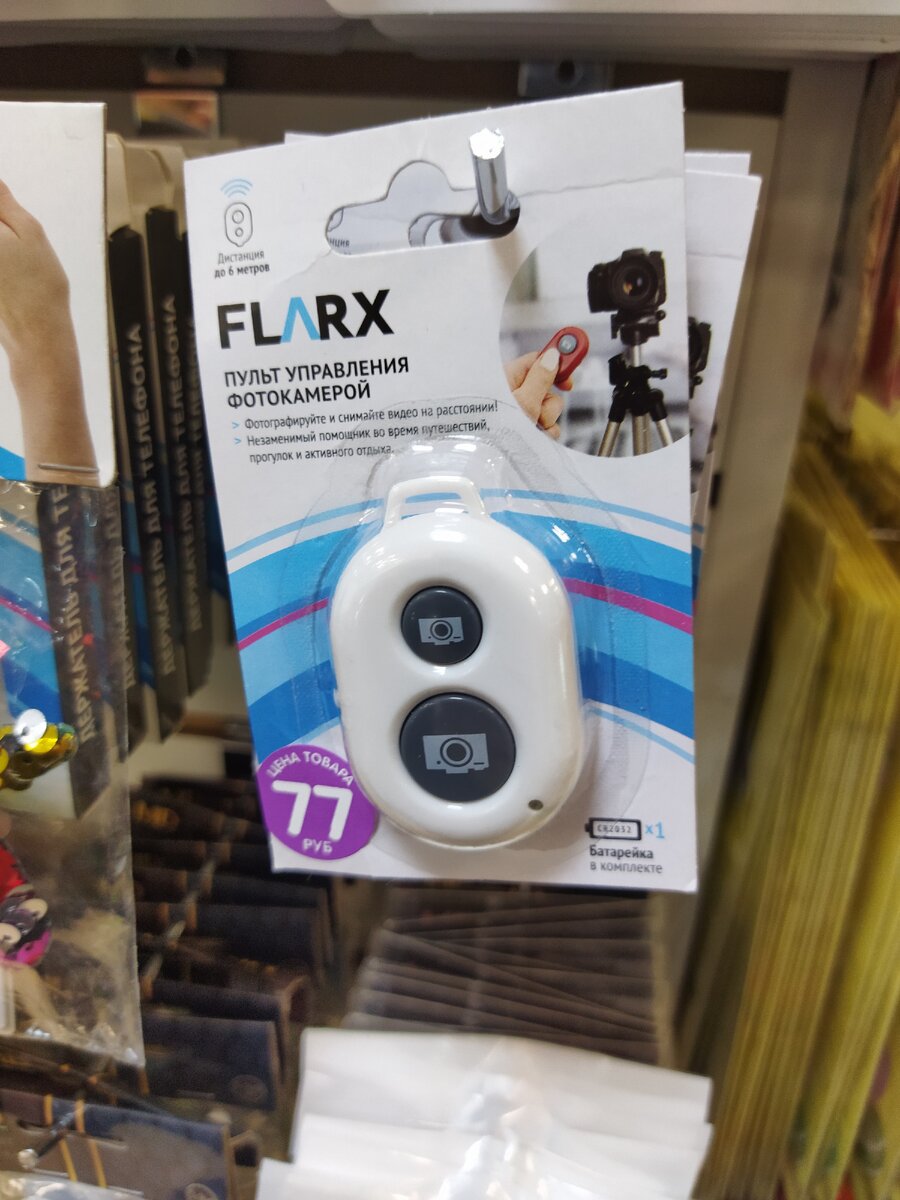 Дистанция
до 6 метров
FLARX
ПУЛЬТ УПРАВЛЕНИЯ
ФОТОКАМЕРОЙ
> Фотографируйте и снимайте видео на расстоянии!
> Незаменимый помощник во время путешествий,
прогулок и активного отдыха.
ЦЕНА ТОВАРА
77
РУБ
CR2032 x1
Батарейка
в комплекте
ДЕРЖАТЕЛЬ ДЛЯ ТЕ
ДЕРЖАТЕЛЬ ДЛЯ ТЕЛЕФОНА
ДЕРЖАТЕЛЬ ДЛЯ ТЕЛЕФОНА